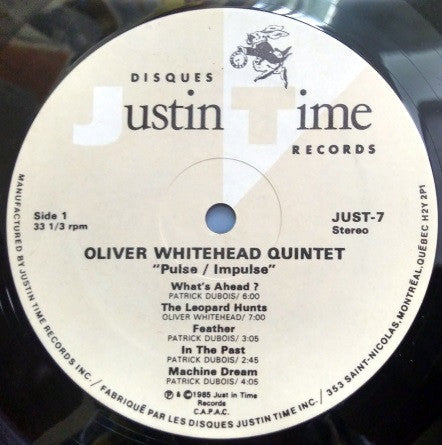 DISQUES
Justin Time
RECORDS
Side 1
33 1/3 rpm
JUST-7
Stereo
OLIVER WHITEHEAD QUINTET
"Pulse / Impulse"
What's Ahead ?
PATRICK DUBOIS/ 6:00
The Leopard Hunts
OLIVER WHITEHEAD/ 7:00
Feather
PATRICK DUBOIS/ 3:05
In The Past
PATRICK DUBOIS/ 2:45
Machine Dream
PATRICK DUBOIS/ 4:05
℗ & ©1985 Just in Time
Records
C.A.P.A.C.
MANUFACTURED BY JUSTIN TIME RECORDS INC./ FABRIQUÉ PAR LES DISQUES JUSTIN TIME INC./ 353 SAINT-NICOLAS, MONTRÉAL, QUÉBEC H2Y 2P1